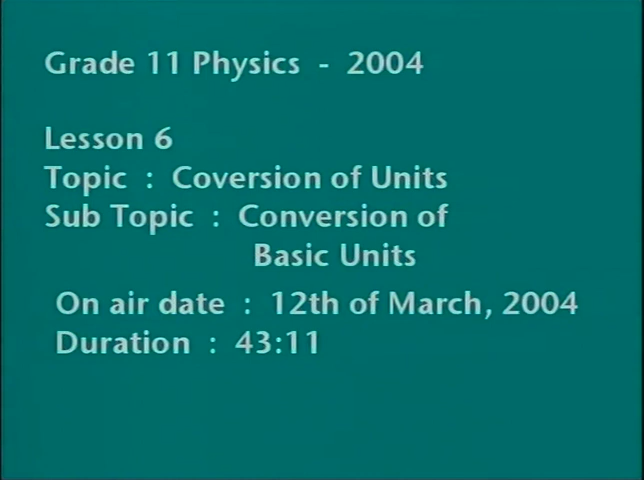 Grade 11 Physics - 2004
Lesson 6
Topic : Coversion of Units
Sub Topic : Conversion of
Basic Units
On air date : 12th of March, 2004
Duration : 43:11